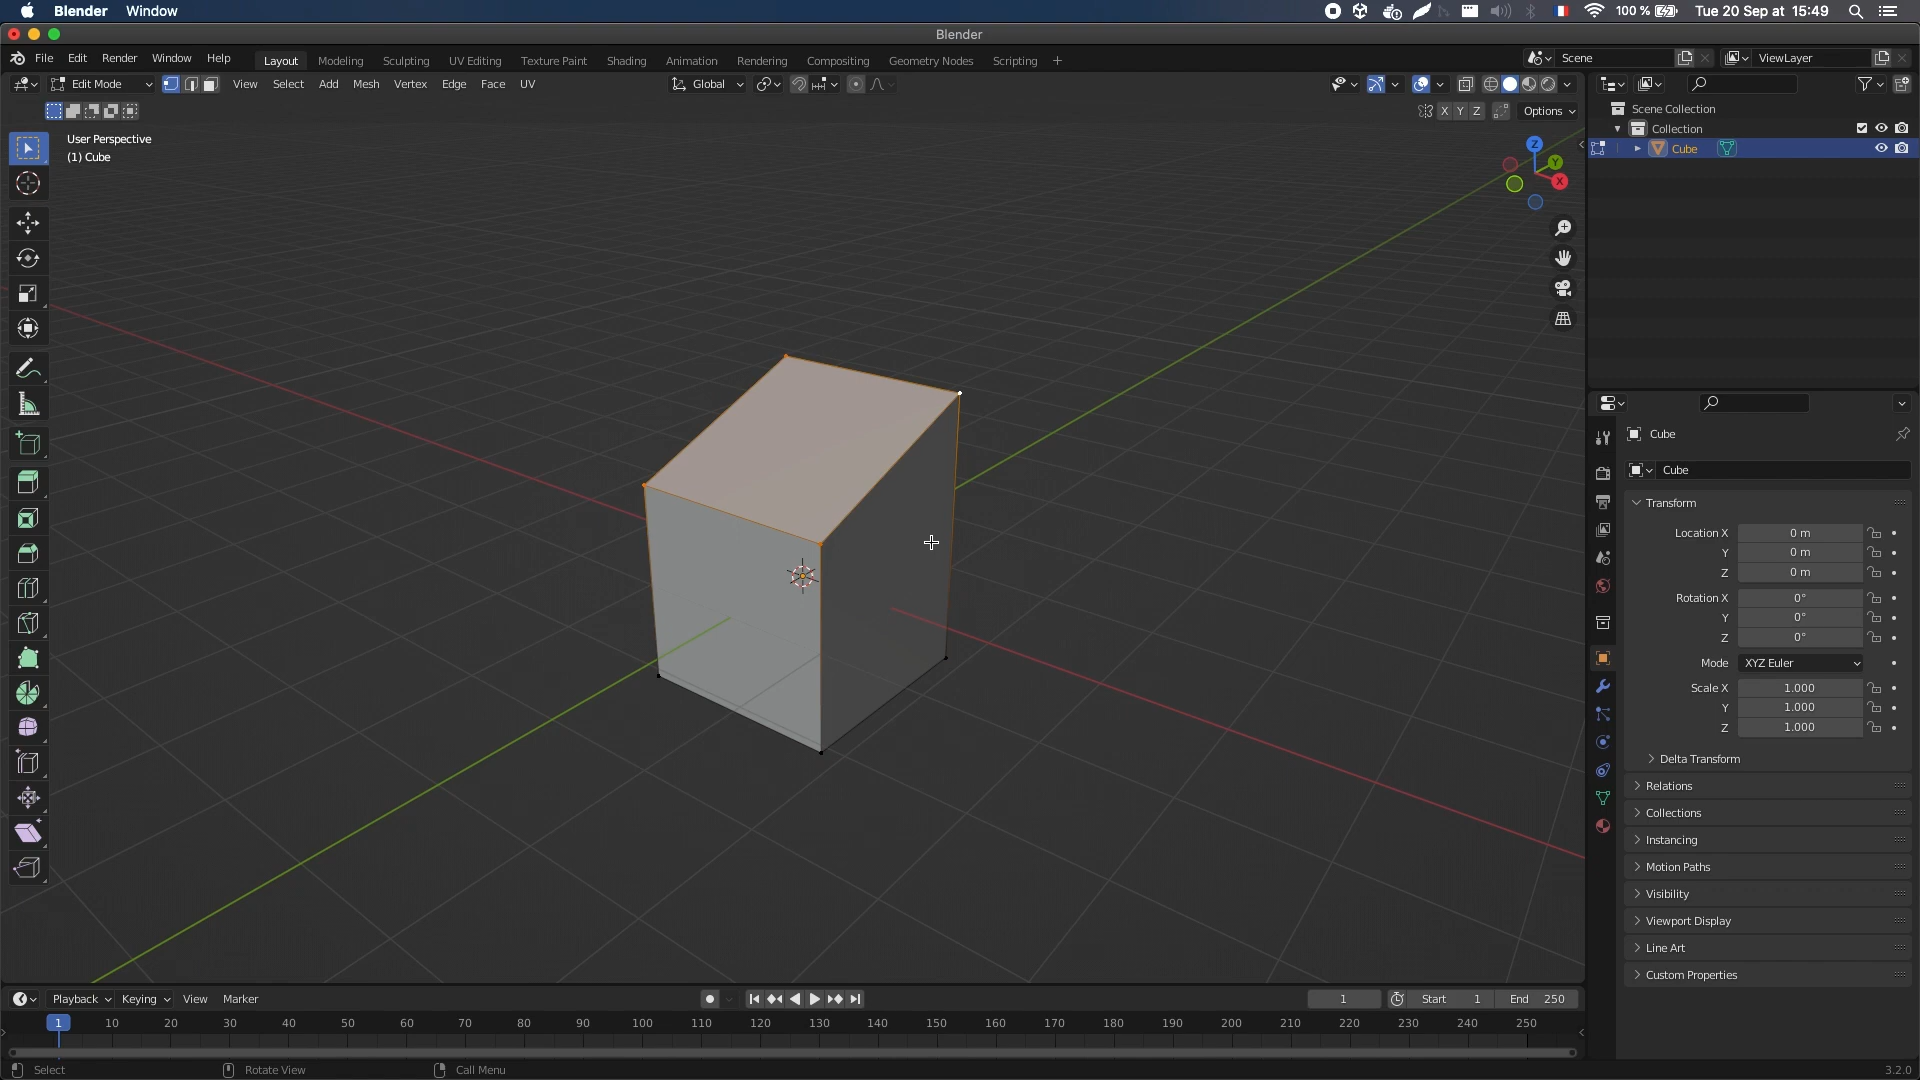 Blender Window 100 % Tue 20 Sep at 15:49
Blender
File Edit Render Window Help Layout Modeling Sculpting UV Editing Texture Paint Shading Animation Rendering Compositing Geometry Nodes Scripting + Scene ViewLayer
Edit Mode View Select Add Mesh Vertex Edge Face UV Global
X Y Z Options
User Perspective
(1) Cube
Z
Y
X
Scene Collection
Collection
Cube
Cube
Cube
Transform
Location X 0 m
Y 0 m
Z 0 m
Rotation X 0°
Y 0°
Z 0°
Mode XYZ Euler
Scale X 1.000
Y 1.000
Z 1.000
Delta Transform
Relations
Collections
Instancing
Motion Paths
Visibility
Viewport Display
Line Art
Custom Properties
Playback Keying View Marker 1 Start 1 End 250
1 10 20 30 40 50 60 70 80 90 100 110 120 130 140 150 160 170 180 190 200 210 220 230 240 250
Select Rotate View Call Menu 3.2.0